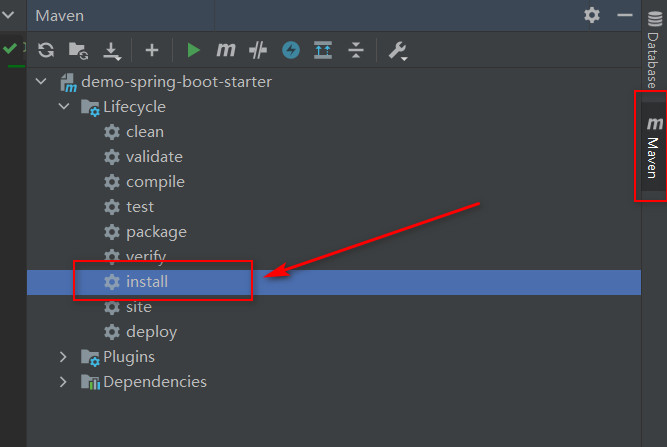 Maven
demo-spring-boot-starter
Lifecycle
clean
validate
compile
test
package
verify
install
site
deploy
Plugins
Dependencies
Database
m Maven